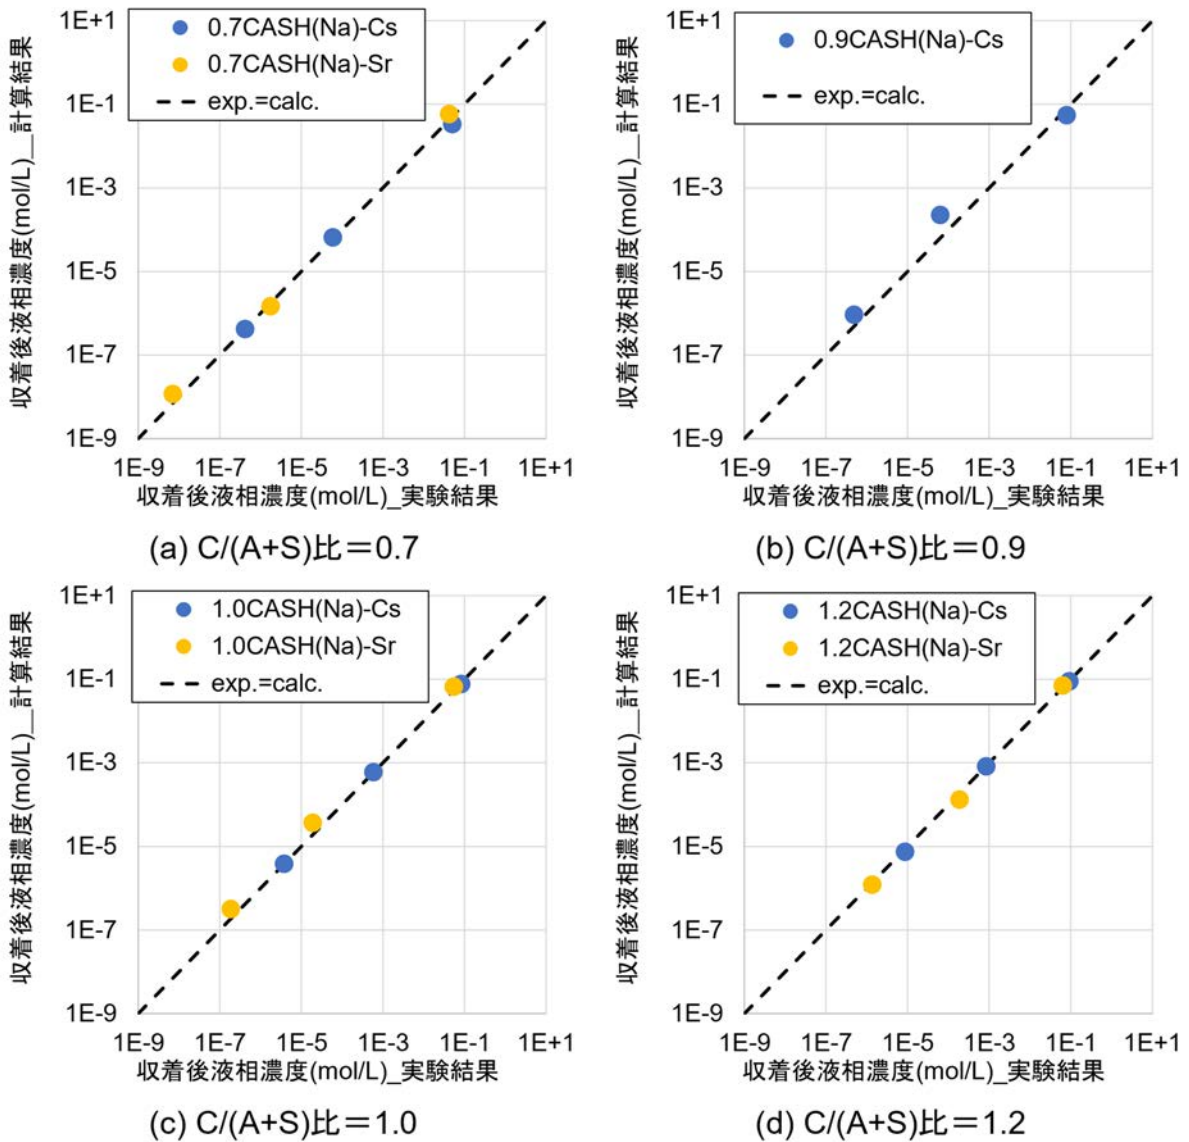 収着後液相濃度(mol/L)_計算結果
1E+1
1E-1
1E-3
1E-5
1E-7
1E-9
0.7CASH(Na)-Cs
0.7CASH(Na)-Sr
exp.=calc.
1E-9 1E-7 1E-5 1E-3 1E-1 1E+1
収着後液相濃度(mol/L)_実験結果
(a) C/(A+S)比＝0.7
収着後液相濃度(mol/L)_計算結果
1E+1
1E-1
1E-3
1E-5
1E-7
1E-9
0.9CASH(Na)-Cs
exp.=calc.
1E-9 1E-7 1E-5 1E-3 1E-1 1E+1
収着後液相濃度(mol/L)_実験結果
(b) C/(A+S)比＝0.9
収着後液相濃度(mol/L)_計算結果
1E+1
1E-1
1E-3
1E-5
1E-7
1E-9
1.0CASH(Na)-Cs
1.0CASH(Na)-Sr
exp.=calc.
1E-9 1E-7 1E-5 1E-3 1E-1 1E+1
収着後液相濃度(mol/L)_実験結果
(c) C/(A+S)比＝1.0
収着後液相濃度(mol/L)_計算結果
1E+1
1E-1
1E-3
1E-5
1E-7
1E-9
1.2CASH(Na)-Cs
1.2CASH(Na)-Sr
exp.=calc.
1E-9 1E-7 1E-5 1E-3 1E-1 1E+1
収着後液相濃度(mol/L)_実験結果
(d) C/(A+S)比＝1.2